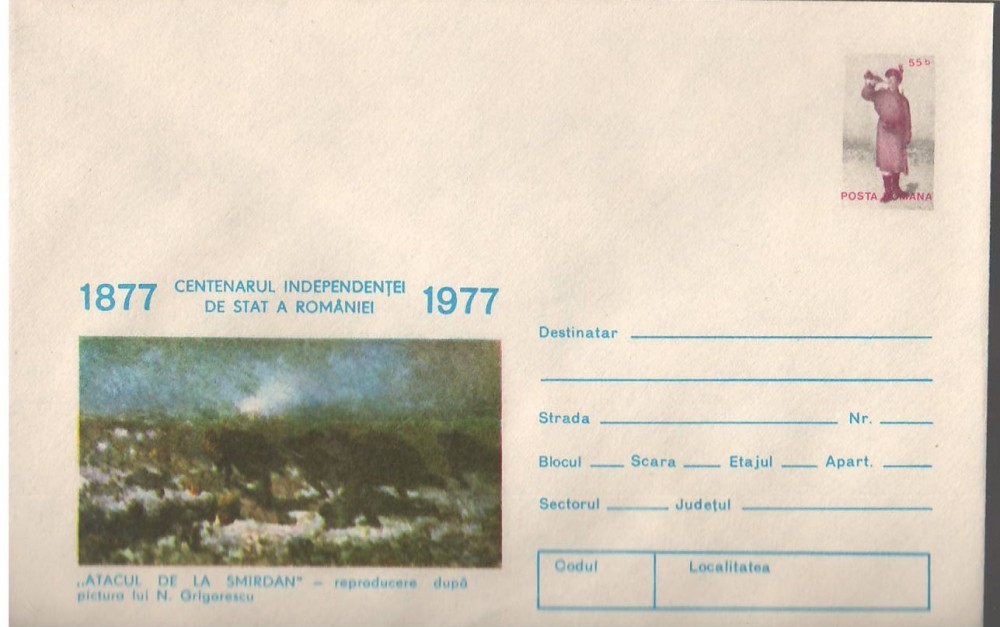 55 b
POSTA ROMANA
1877 CENTENARUL INDEPENDENȚEI DE STAT A ROMÂNIEI 1977
Destinatar
Strada Nr.
Blocul Scara Etajul Apart.
Sectorul Județul
Codul Localitatea
„ATACUL DE LA SMIRDAN" – reproducere după
pictura lui N. Grigorescu